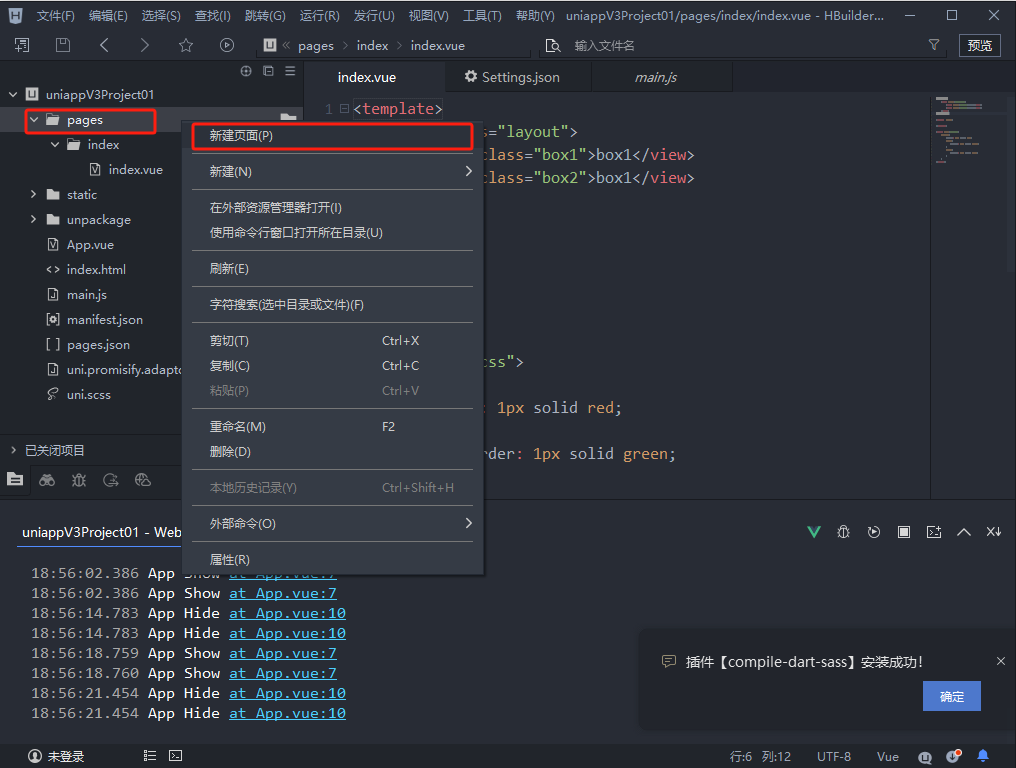 文件(F) 编辑(E) 选择(S) 查找(I) 跳转(G) 运行(R) 发行(U) 视图(V) 工具(T) 帮助(Y) uniappV3Project01/pages/index/index.vue - HBuilder...
U pages index index.vue 输入文件名 预览
index.vue Settings.json main.js
uniappV3Project01
pages
index
index.vue
static
unpackage
App.vue
index.html
main.js
manifest.json
pages.json
uni.promisify.adapto
uni.scss
已关闭项目
1 <template>
s="layout">
class="box1">box1</view>
class="box2">box1</view>
css">
: 1px solid red;
rder: 1px solid green;
新建页面(P)
新建(N)
在外部资源管理器打开(I)
使用命令行窗口打开所在目录(U)
刷新(E)
字符搜索(选中目录或文件)(F)
剪切(T) Ctrl+X
复制(C) Ctrl+C
粘贴(P) Ctrl+V
重命名(M) F2
删除(D)
本地历史记录(Y) Ctrl+Shift+H
外部命令(O)
属性(R)
uniappV3Project01 - Web
18:56:02.386 App Show at App.vue:7
18:56:02.386 App Show at App.vue:7
18:56:14.783 App Hide at App.vue:10
18:56:14.783 App Hide at App.vue:10
18:56:18.759 App Show at App.vue:7
18:56:18.760 App Show at App.vue:7
18:56:21.454 App Hide at App.vue:10
18:56:21.454 App Hide at App.vue:10
插件【compile-dart-sass】安装成功!
确定
未登录 行:6 列:12 UTF-8 Vue